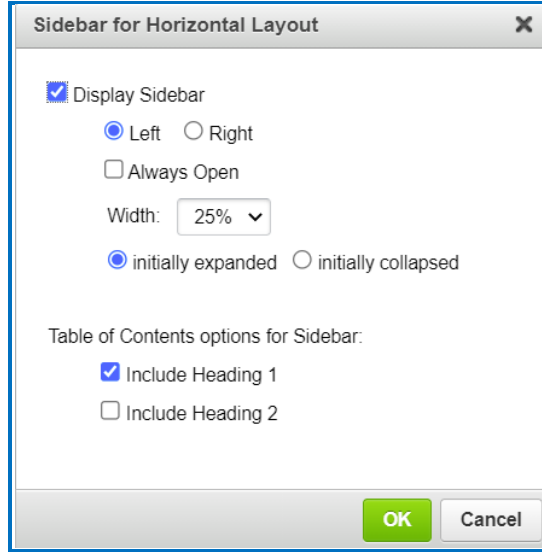 Sidebar for Horizontal Layout
Display Sidebar
Left Right
Always Open
Width: 25%
initially expanded initially collapsed
Table of Contents options for Sidebar:
Include Heading 1
Include Heading 2
OK Cancel